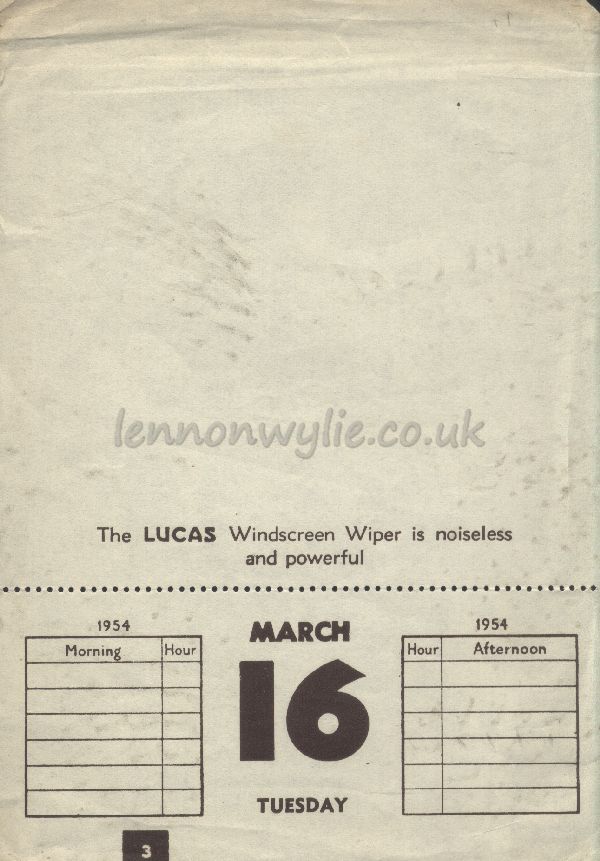 lennonwylie.co.uk
The LUCAS Windscreen Wiper is noiseless
and powerful
1954
Morning Hour
MARCH
16
TUESDAY
1954
Hour Afternoon
3